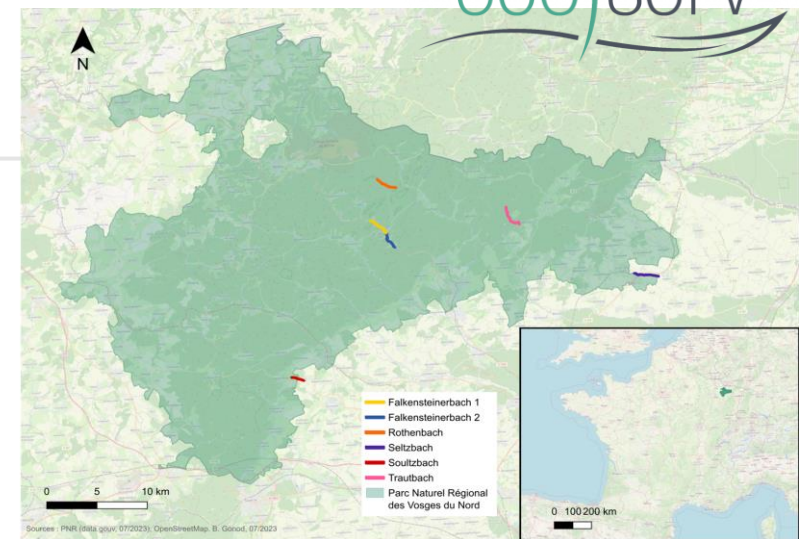 N
Falkensteinerbach 1
Falkensteinerbach 2
Rothenbach
Seltzbach
Soultzbach
Trautbach
Parc Naturel Régional
des Vosges du Nord
0 5 10 km
0 100 200 km
Sources : PNR (data.gouv, 07/2023), OpenStreetMap. B. Gonod, 07/2023